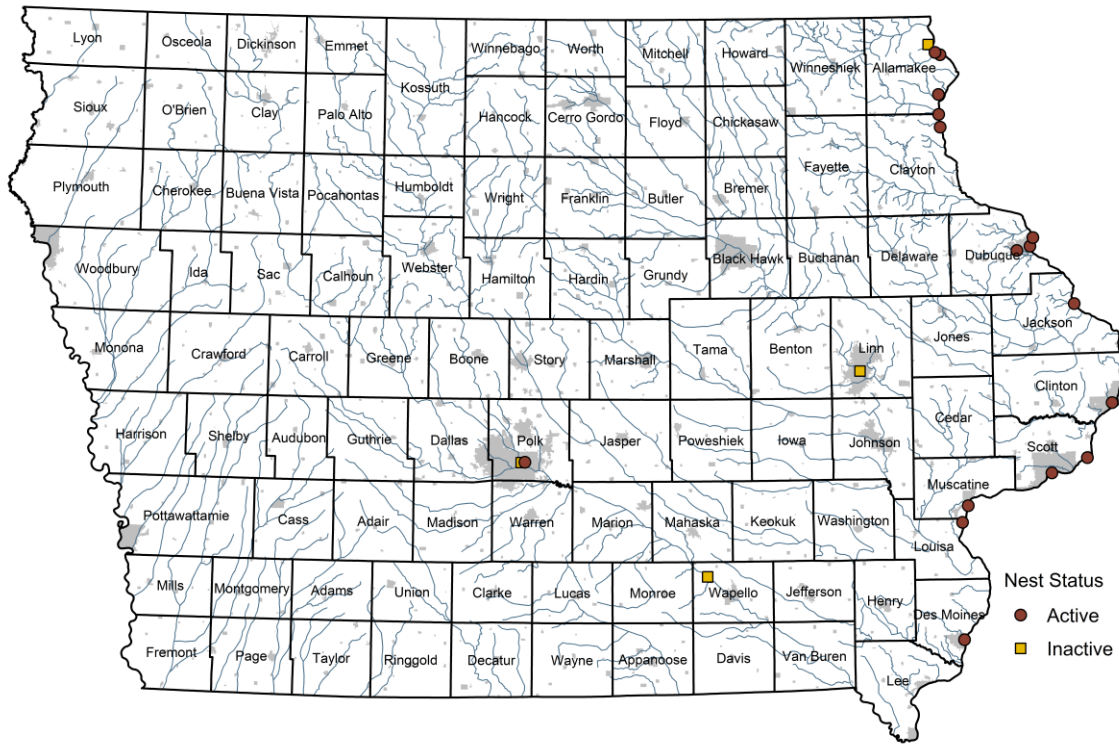 Lyon
Osceola
Dickinson
Emmet
Winnebago
Worth
Mitchell
Howard
Winneshiek
Allamakee
Kossuth
Sioux
O'Brien
Clay
Palo Alto
Hancock
Cerro Gordo
Floyd
Chickasaw
Plymouth
Cherokee
Buena Vista
Pocahontas
Humboldt
Wright
Franklin
Butler
Bremer
Fayette
Clayton
Woodbury
Ida
Sac
Calhoun
Webster
Hamilton
Hardin
Grundy
Black Hawk
Buchanan
Delaware
Dubuque
Monona
Crawford
Carroll
Greene
Boone
Story
Marshall
Tama
Benton
Linn
Jones
Jackson
Clinton
Harrison
Shelby
Audubon
Guthrie
Dallas
Polk
Jasper
Poweshiek
Iowa
Johnson
Cedar
Scott
Muscatine
Pottawattamie
Cass
Adair
Madison
Warren
Marion
Mahaska
Keokuk
Washington
Louisa
Mills
Montgomery
Adams
Union
Clarke
Lucas
Monroe
Wapello
Jefferson
Henry
Des Moines
Fremont
Page
Taylor
Ringgold
Decatur
Wayne
Appanoose
Davis
Van Buren
Lee
Nest Status
Active
Inactive